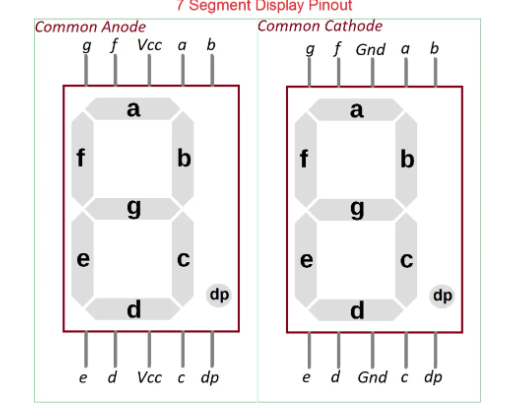 7 Segment Display Pinout
Common Anode
g f Vcc a b
a
f b
g
e c
dp
d
e d Vcc c dp
Common Cathode
g f Gnd a b
a
f b
g
e c
dp
d
e d Gnd c dp